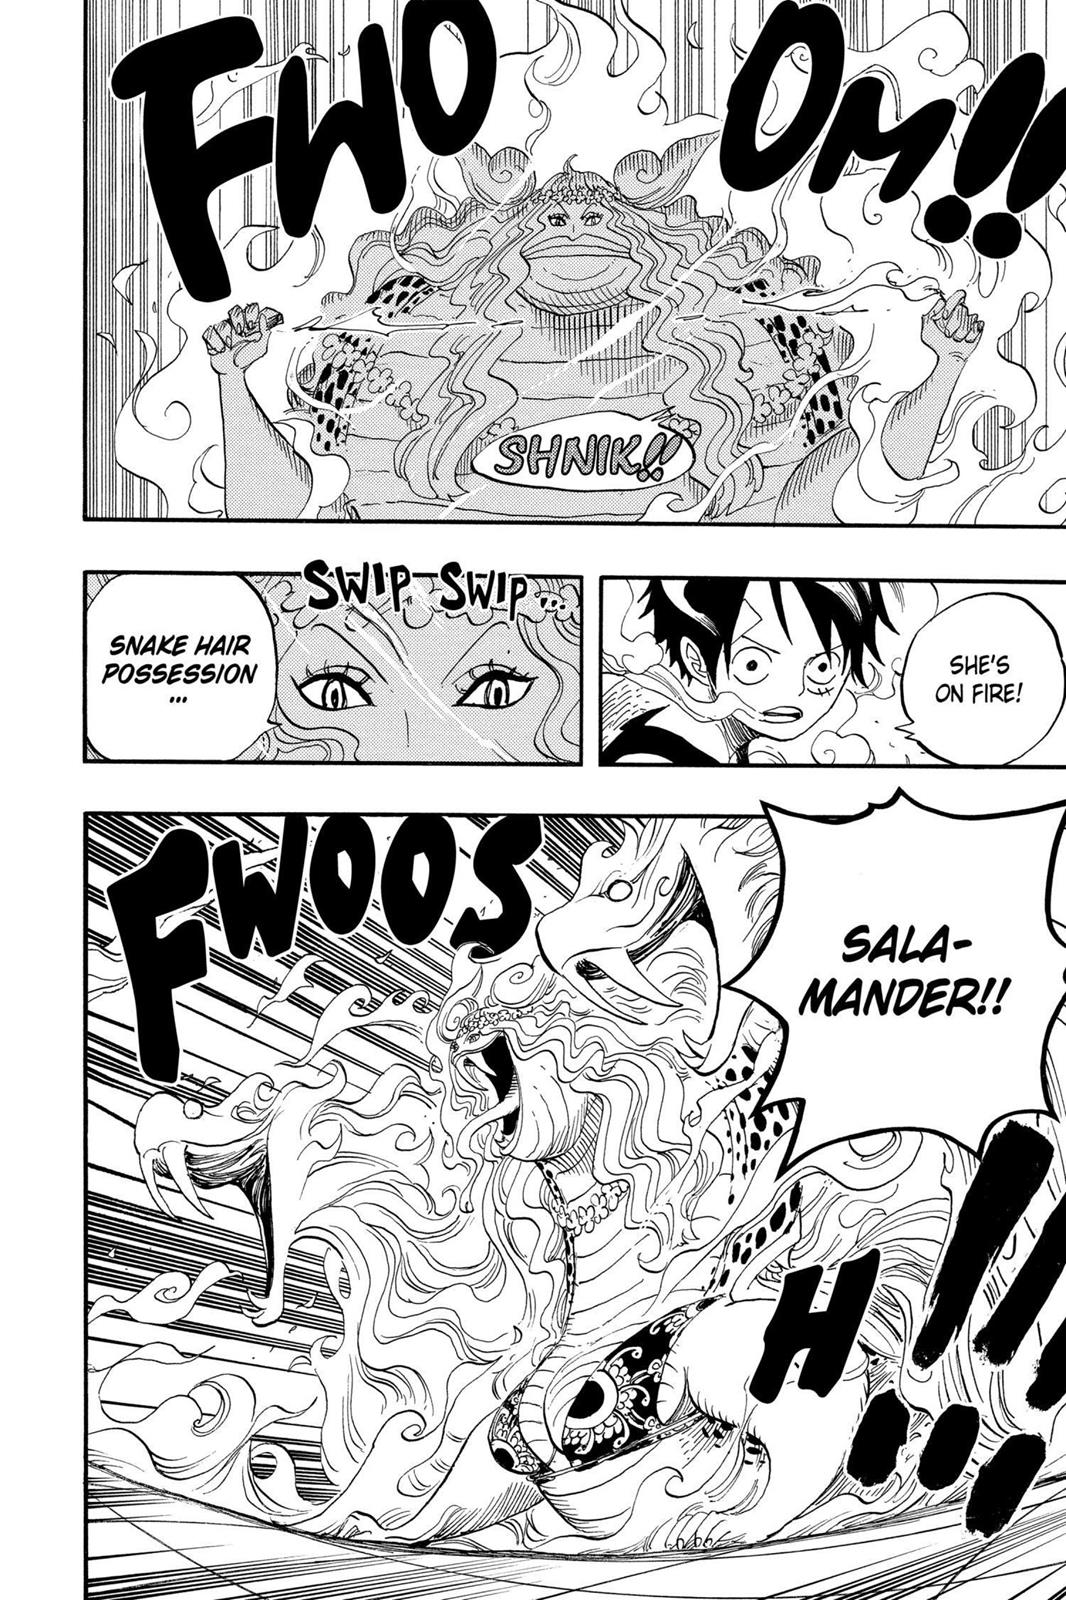 FWO
OM!!
SHNIK!!
SHE'S
ON FIRE!
SWIP SWIP...
SNAKE HAIR
POSSESSION
...
SALA-
MANDER!!
FWOOS
H!!!